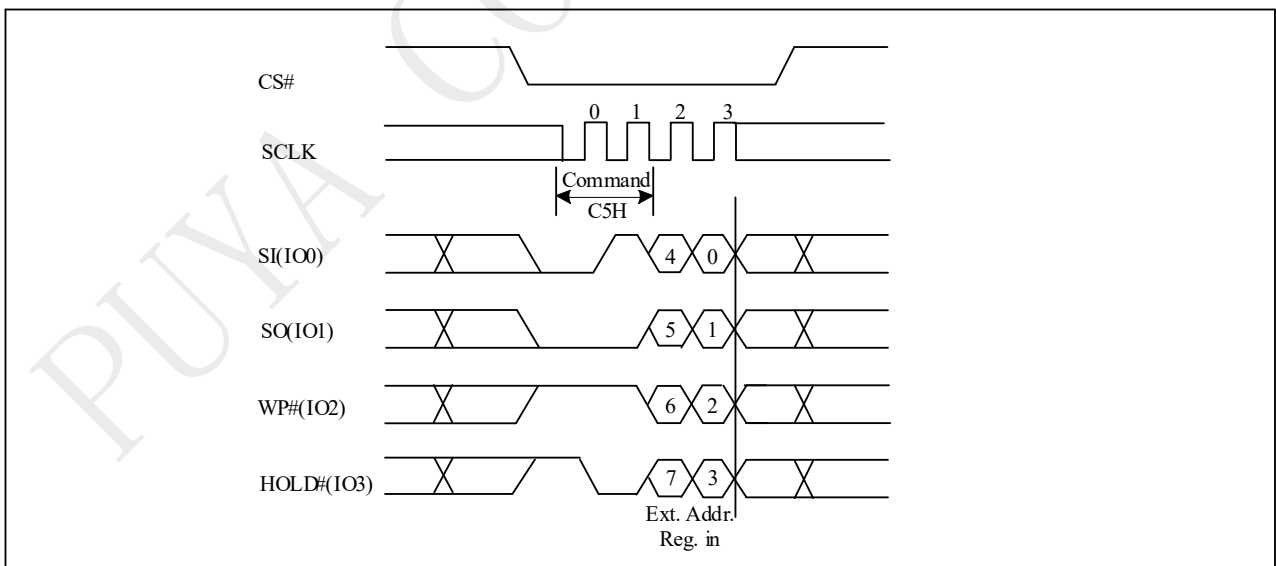 PUYA CO
CS#
0 1 2 3
SCLK
Command
C5H
SI(IO0) 4 0
SO(IO1) 5 1
WP#(IO2) 6 2
HOLD#(IO3) 7 3
Ext. Addr.
Reg. in